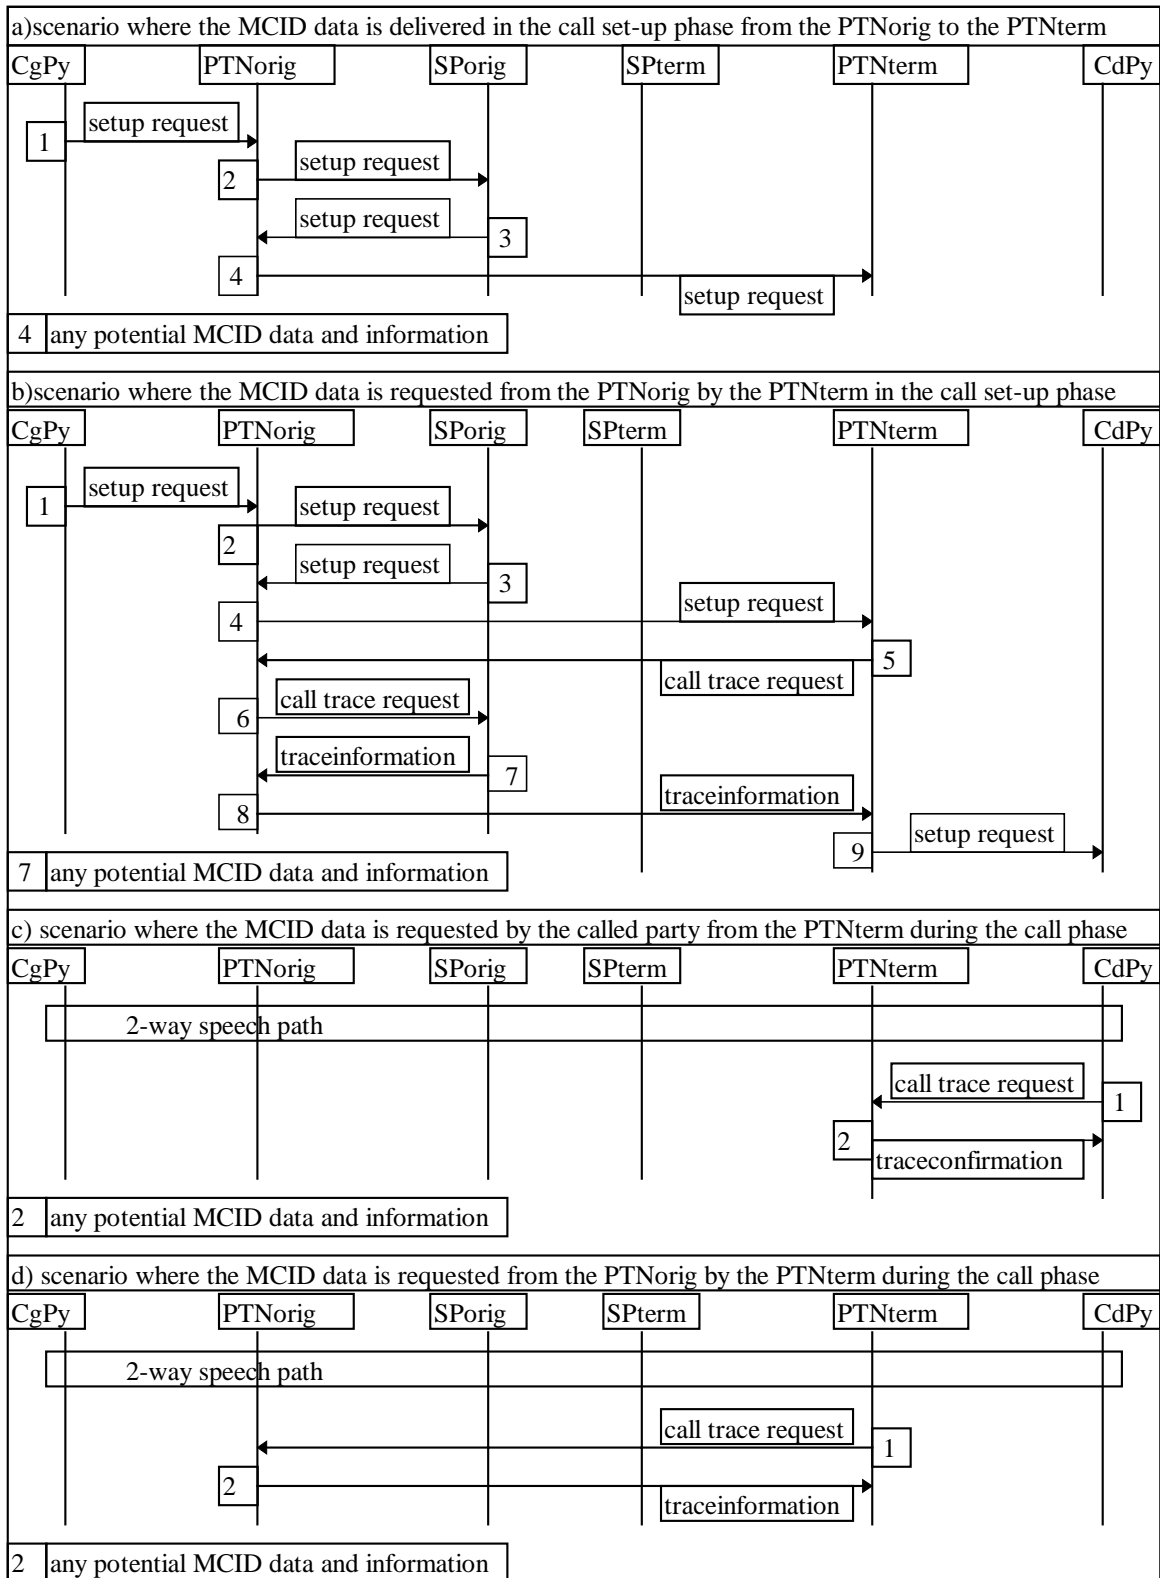 a)scenario where the MCID data is delivered in the call set-up phase from the PTNorig to the PTNterm
CgPy PTNorig SPorig SPterm PTNterm CdPy
setup request
1
setup request
2
setup request
3
4
setup request
4 any potential MCID data and information
b)scenario where the MCID data is requested from the PTNorig by the PTNterm in the call set-up phase
CgPy PTNorig SPorig SPterm PTNterm CdPy
setup request
1
setup request
2
setup request
3
setup request
4
5
call trace request
call trace request
6
traceinformation
7
traceinformation
8
setup request
9
7 any potential MCID data and information
c) scenario where the MCID data is requested by the called party from the PTNterm during the call phase
CgPy PTNorig SPorig SPterm PTNterm CdPy
2-way speech path
call trace request
1
2
traceconfirmation
2 any potential MCID data and information
d) scenario where the MCID data is requested from the PTNorig by the PTNterm during the call phase
CgPy PTNorig SPorig SPterm PTNterm CdPy
2-way speech path
call trace request
1
2
traceinformation
2 any potential MCID data and information